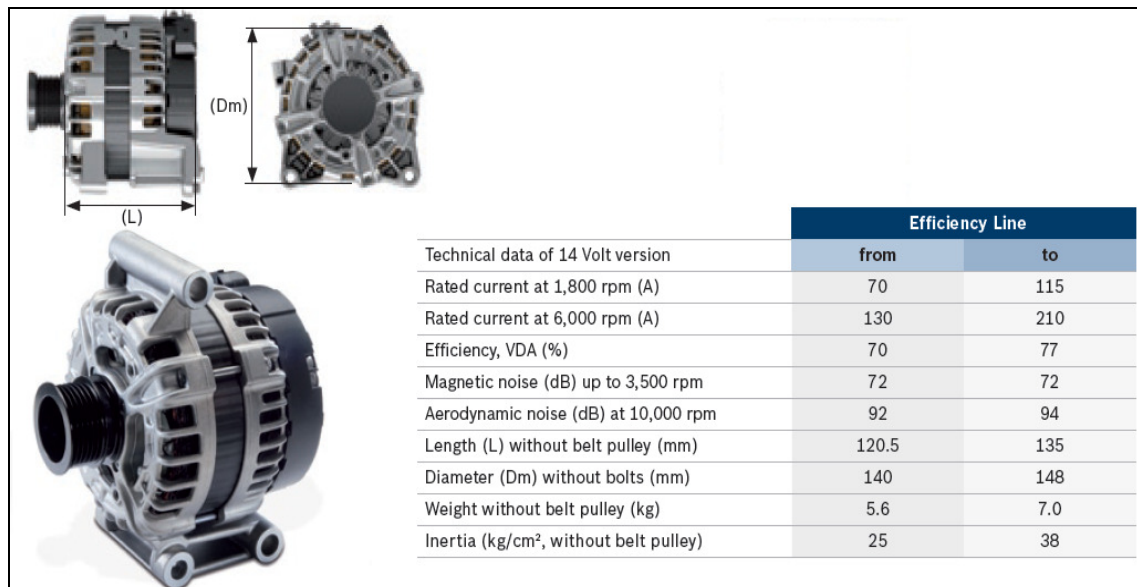 (Dm)
(L)
Efficiency Line
Technical data of 14 Volt version from to
Rated current at 1,800 rpm (A) 70 115
Rated current at 6,000 rpm (A) 130 210
Efficiency, VDA (%) 70 77
Magnetic noise (dB) up to 3,500 rpm 72 72
Aerodynamic noise (dB) at 10,000 rpm 92 94
Length (L) without belt pulley (mm) 120.5 135
Diameter (Dm) without bolts (mm) 140 148
Weight without belt pulley (kg) 5.6 7.0
Inertia (kg/cm², without belt pulley) 25 38